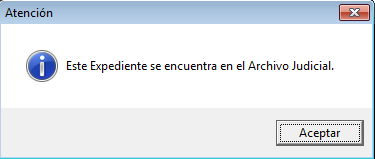 Atención
Este Expediente se encuentra en el Archivo Judicial.
Aceptar